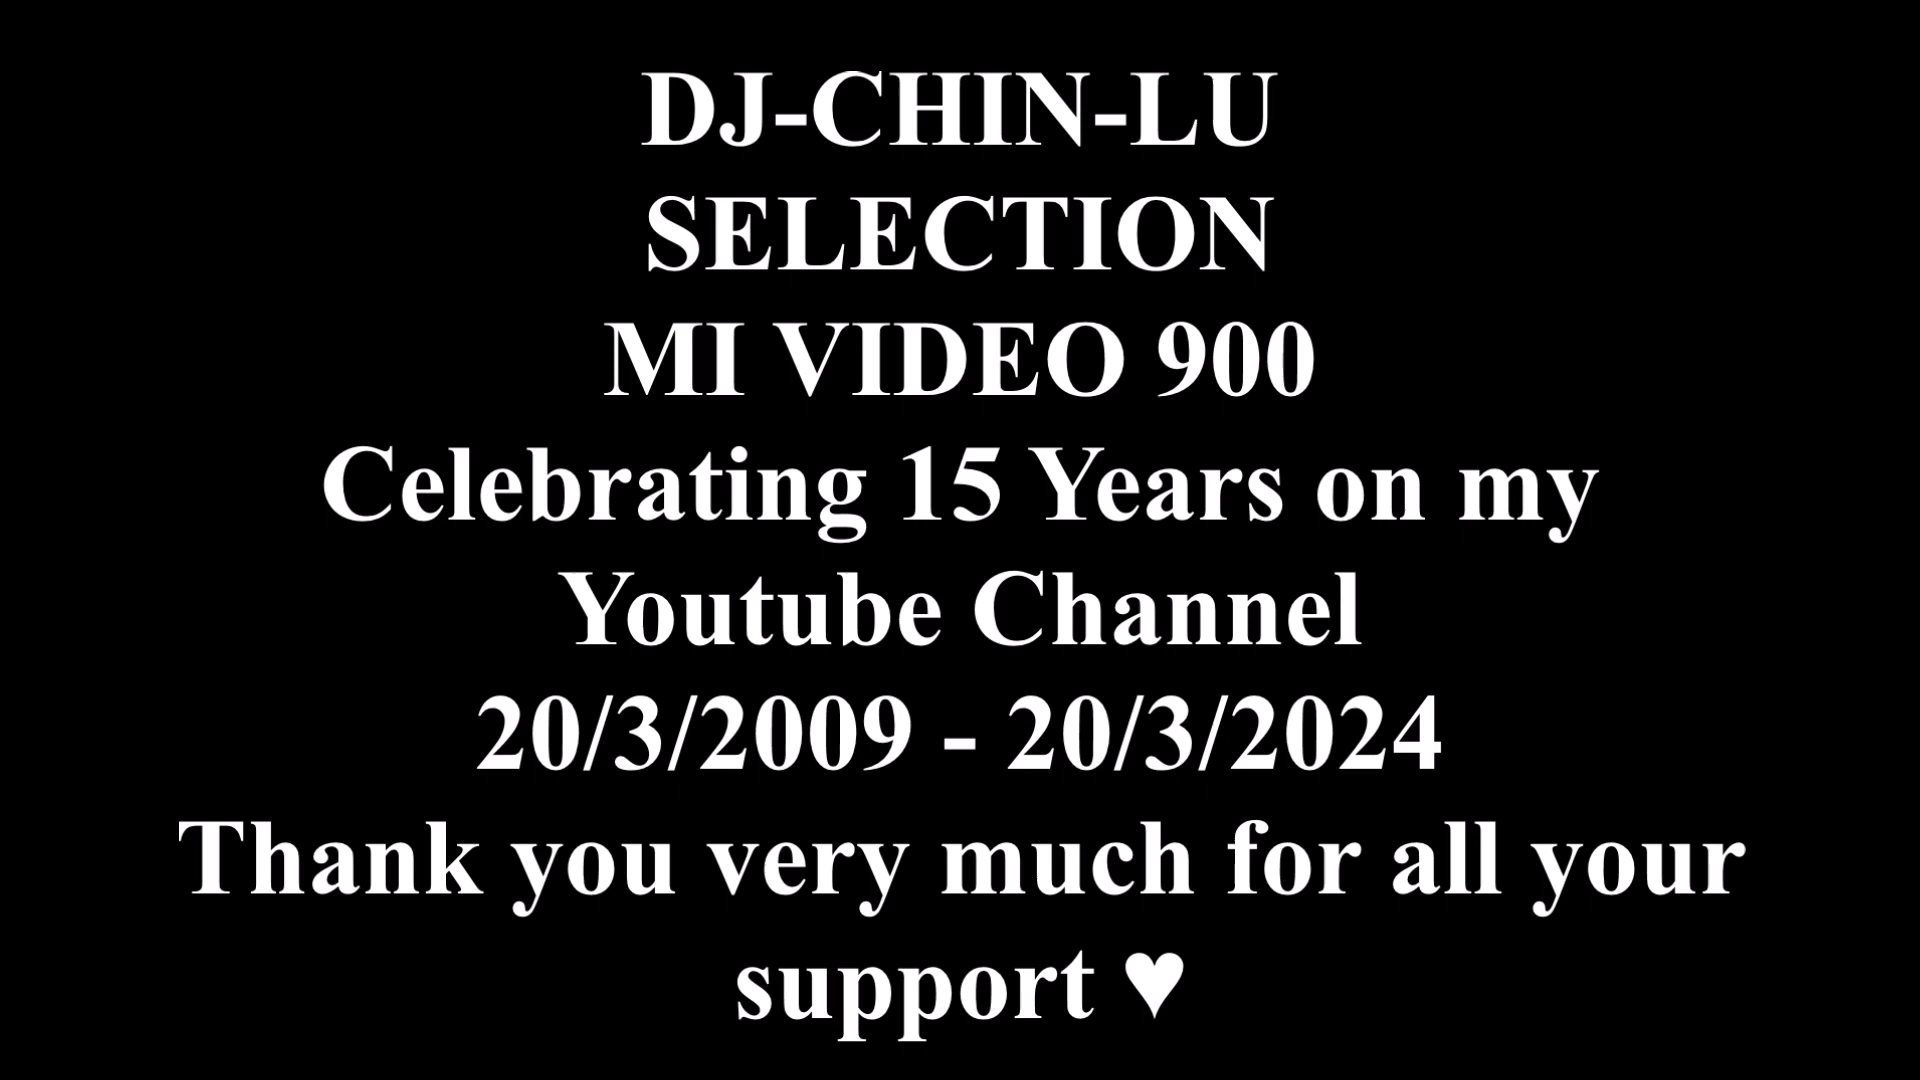 DJ-CHIN-LU
SELECTION
MI VIDEO 900
Celebrating 15 Years on my
Youtube Channel
20/3/2009 - 20/3/2024
Thank you very much for all your
support ♥